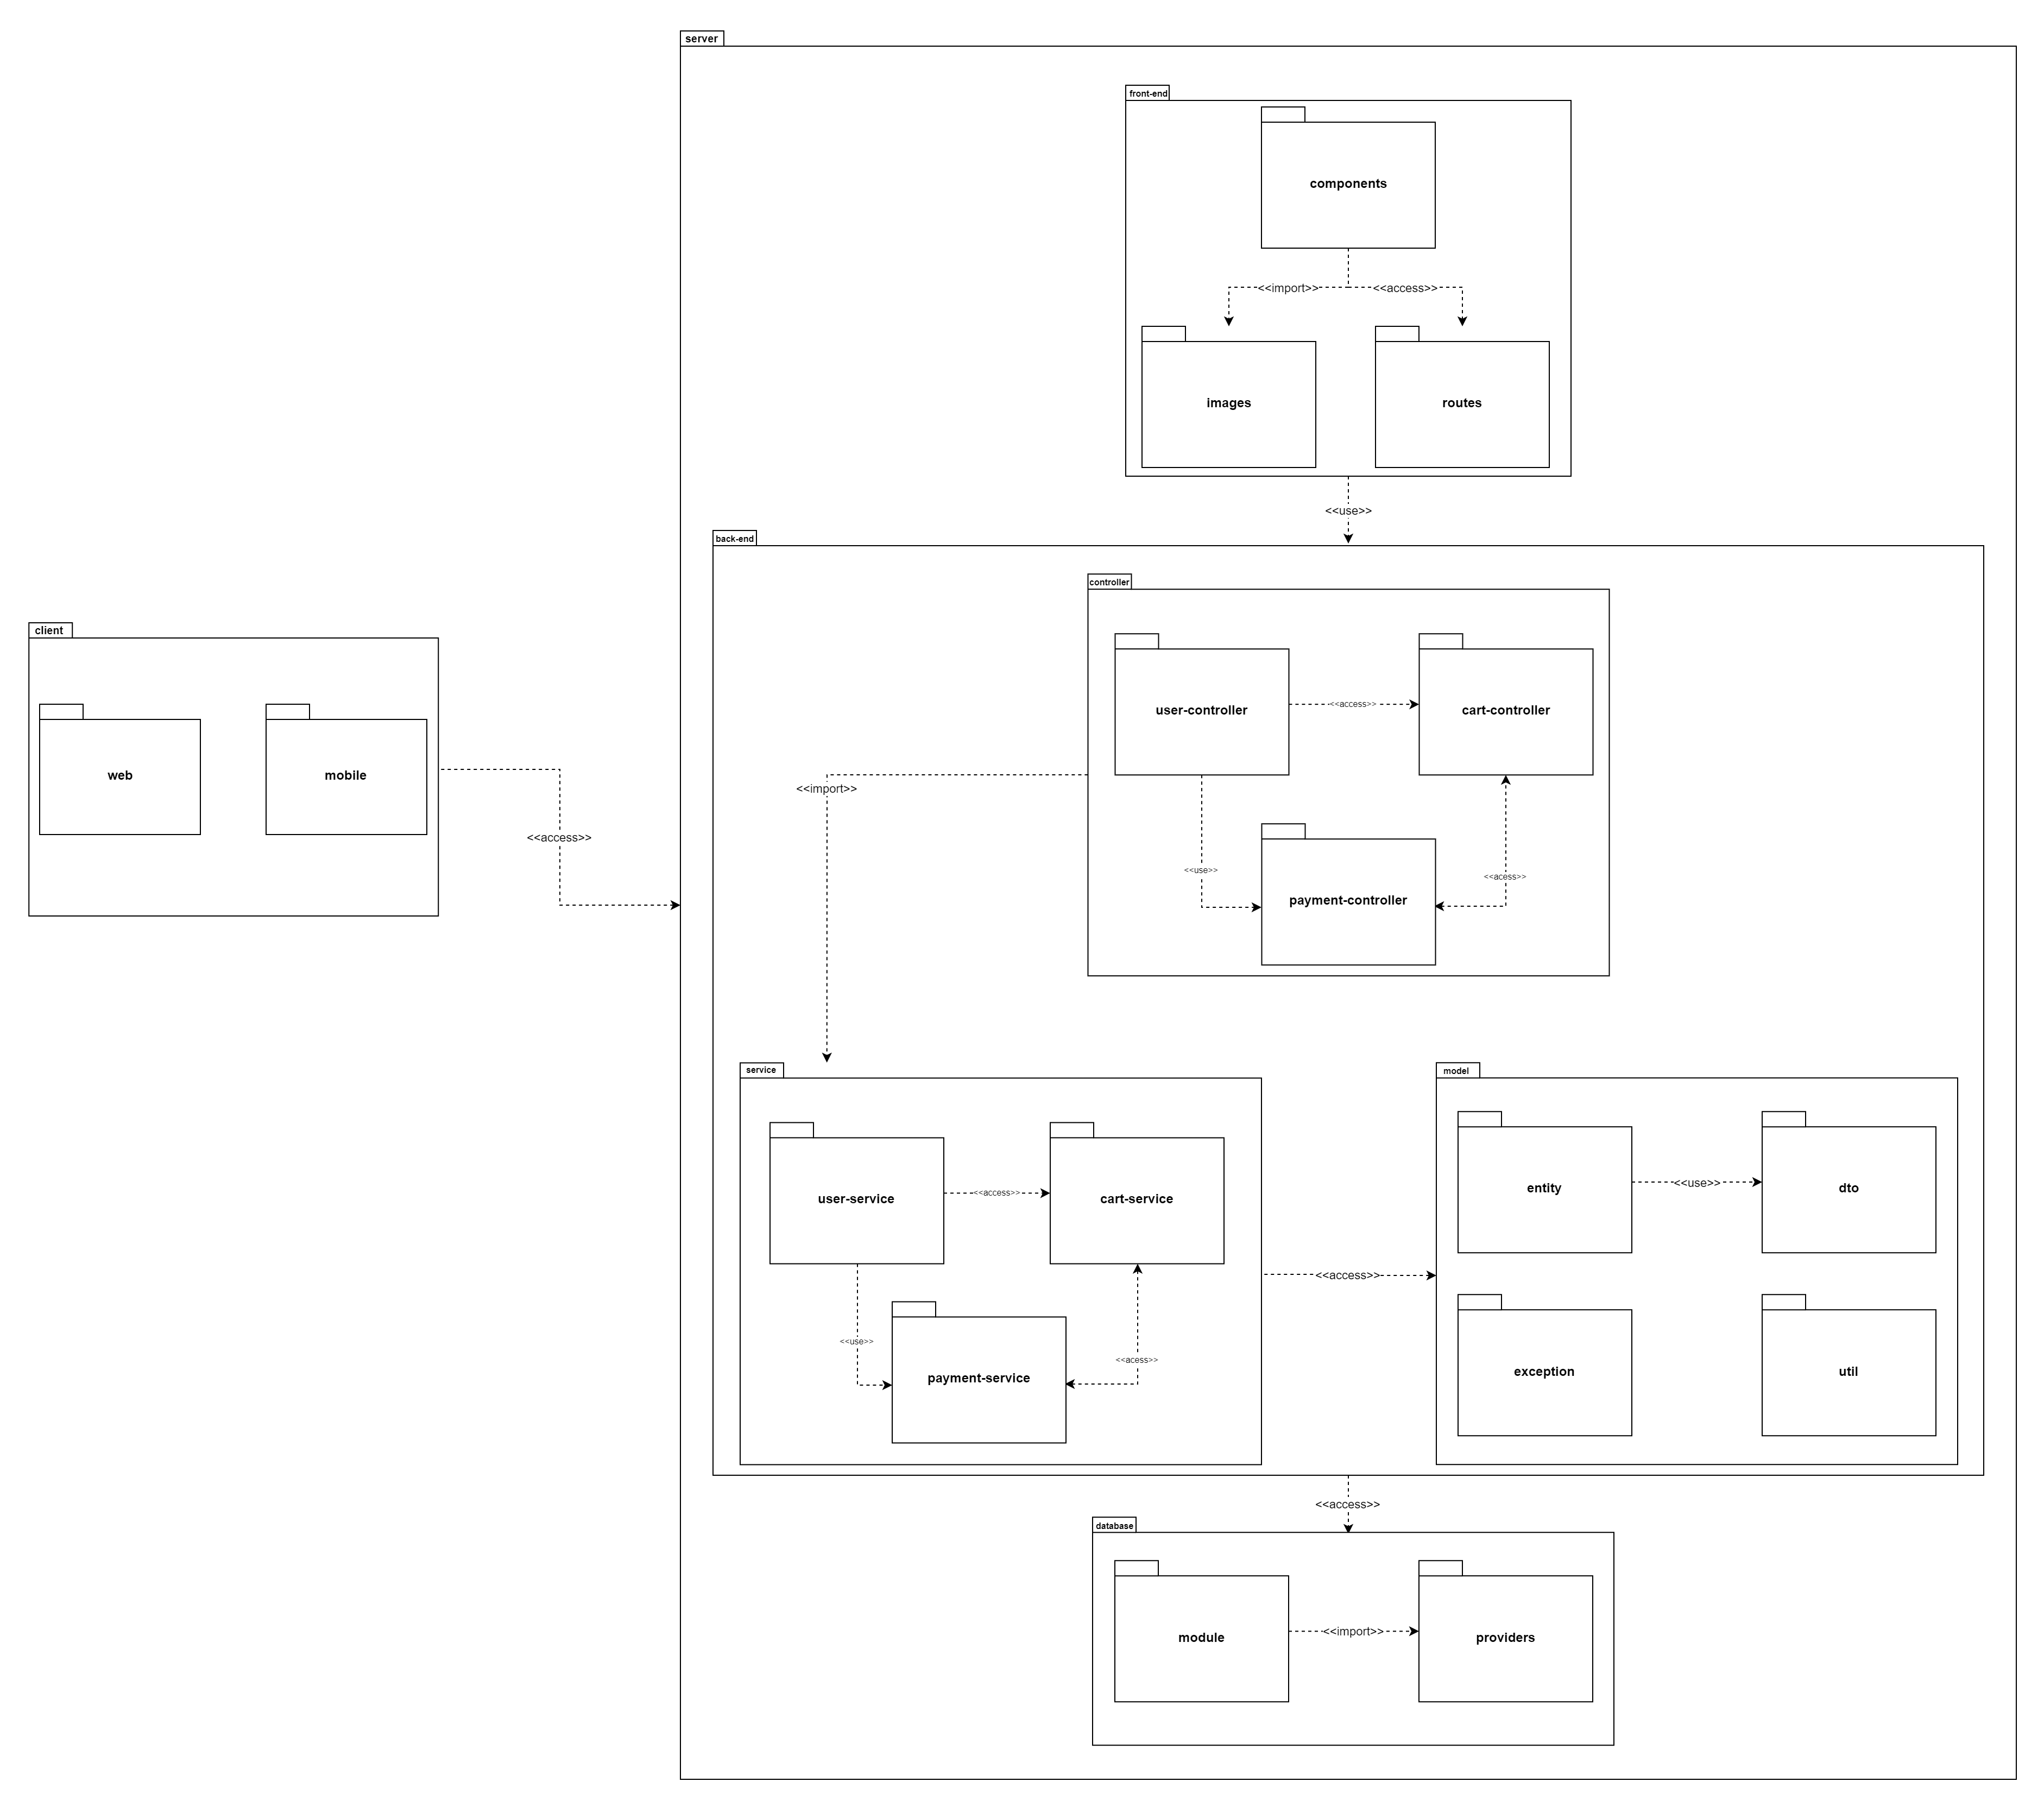 server
front-end
components
<<import>>
<<access>>
images
routes
<<use>>
back-end
controller
client
user-controller
<<access>>
cart-controller
web
mobile
<<import>>
<<access>>
<<use>>
<<acess>>
payment-controller
service
model
user-service
<<access>>
cart-service
entity
<<use>>
dto
<<access>>
<<use>>
<<acess>>
payment-service
exception
util
<<access>>
database
module
<<import>>
providers